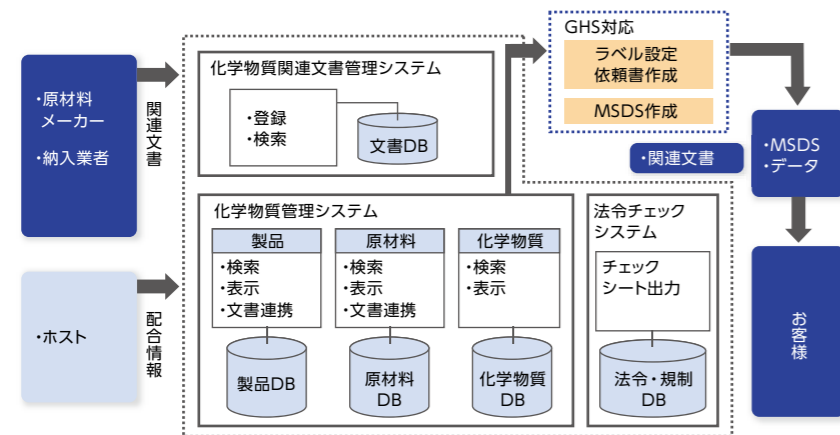 ・原材料
メーカー
・納入業者
関連文書
化学物質関連文書管理システム
・登録
・検索
文書DB
GHS対応
ラベル設定
依頼書作成
MSDS作成
・関連文書
・MSDS
・データ
化学物質管理システム
製品
・検索
・表示
・文書連携
製品DB
原材料
・検索
・表示
・文書連携
原材料
DB
化学物質
・検索
・表示
化学物質
DB
法令チェック
システム
チェック
シート出力
法令・規制
DB
・ホスト
配合情報
お客様